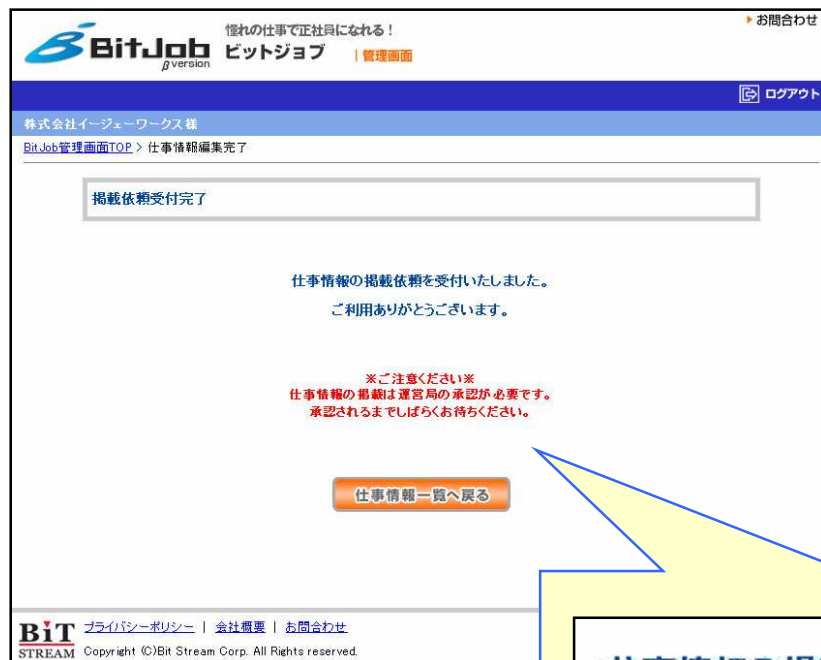 憧れの仕事で正社員になれる!
お問合わせ
BitJob ビットジョブ |管理画面
βversion
ログアウト
株式会社イージェーワークス様
BitJob管理画面TOP > 仕事情報編集完了
掲載依頼受付完了
仕事情報の掲載依頼を受付いたしました。
ご利用ありがとうございます。
※ご注意ください※
仕事情報の掲載は運営局の承認が必要です。
承認されるまでしばらくお待ちください。
仕事情報一覧へ戻る
BiT STREAM
プライバシーポリシー | 会社概要 | お問合わせ
Copyright (C)Bit Stream Corp. All Rights reserved.